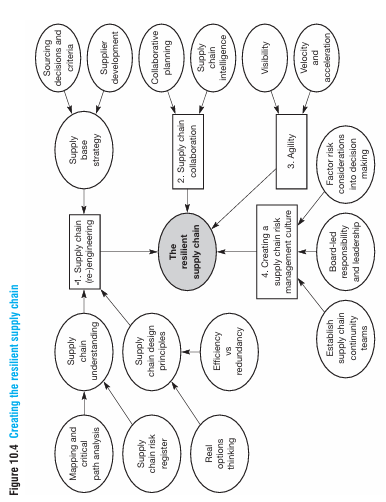 Figure 10.4 Creating the resilient supply chain
Mapping and
critical
path analysis
Supply
chain risk
register
Real
options
thinking
Supply
chain
understanding
Supply
chain design
principles
Efficiency
vs
redundancy
Establish
supply chain
continuity
teams
•1. Supply chain
(re-)engineering
The
resilient
supply chain
4. Creating a
supply chain risk
management culture
Board-led
responsibility
and leadership
Supply
base
strategy
2. Supply chain
collaboration
3. Agility
Factor risk
considerations
into decision
making
Sourcing
decisions and
criteria
Supplier
development
Collaborative
planning
Supply
chain
intelligence
Visibility
Velocity
and
acceleration